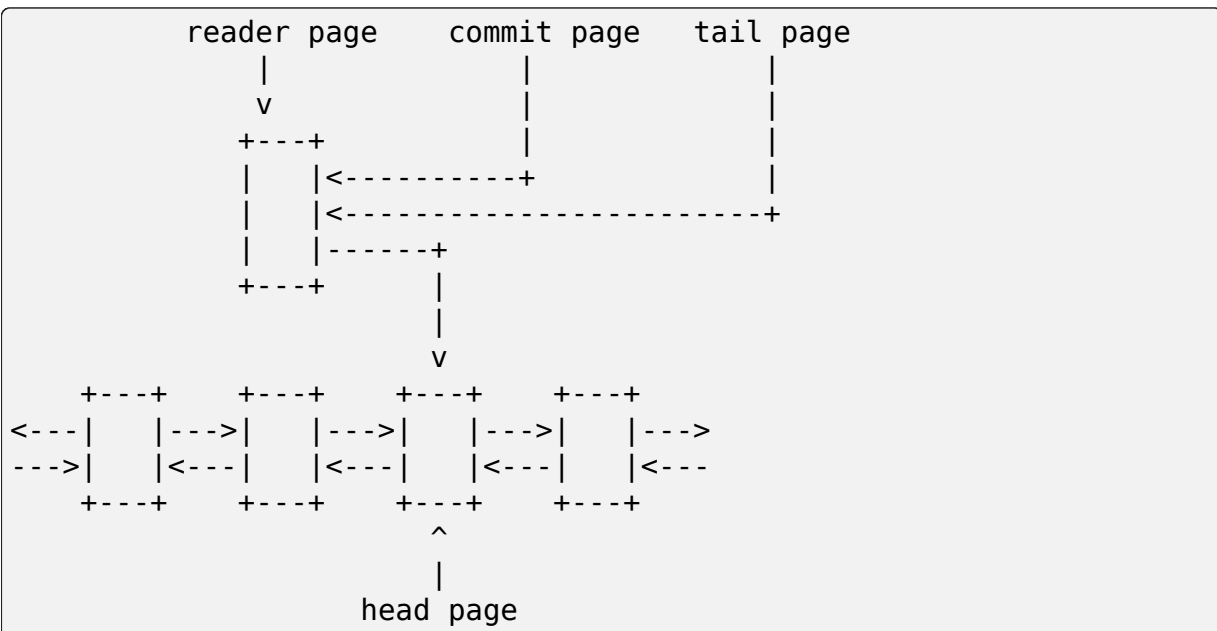 reader page    commit page   tail page
              |              |             |
              v              |             |
             +---+           |             |
             |   |<----------+             |
             |   |<------------------------+
             |   |------+
             +---+      |
                        |
                        v
    +---+    +---+    +---+    +---+
<---|   |--->|   |--->|   |--->|   |--->
--->|   |<---|   |<---|   |<---|   |<---
    +---+    +---+    +---+    +---+
                        ^
                        |
                    head page